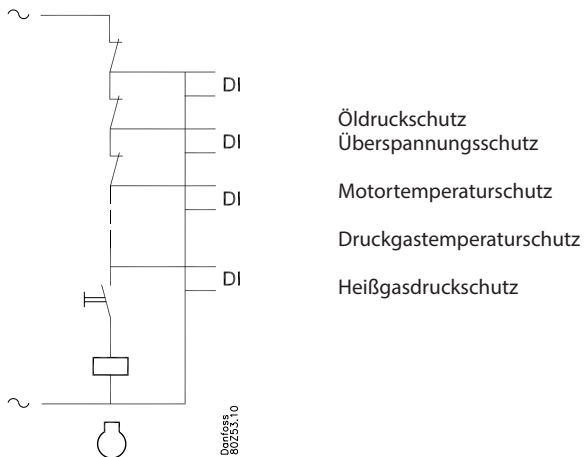 DI
DI
DI
DI
Öldruckschutz
Überspannungsschutz
Motortemperaturschutz
Druckgastemperaturschutz
Heißgasdruckschutz
Danfoss
80Z53.10